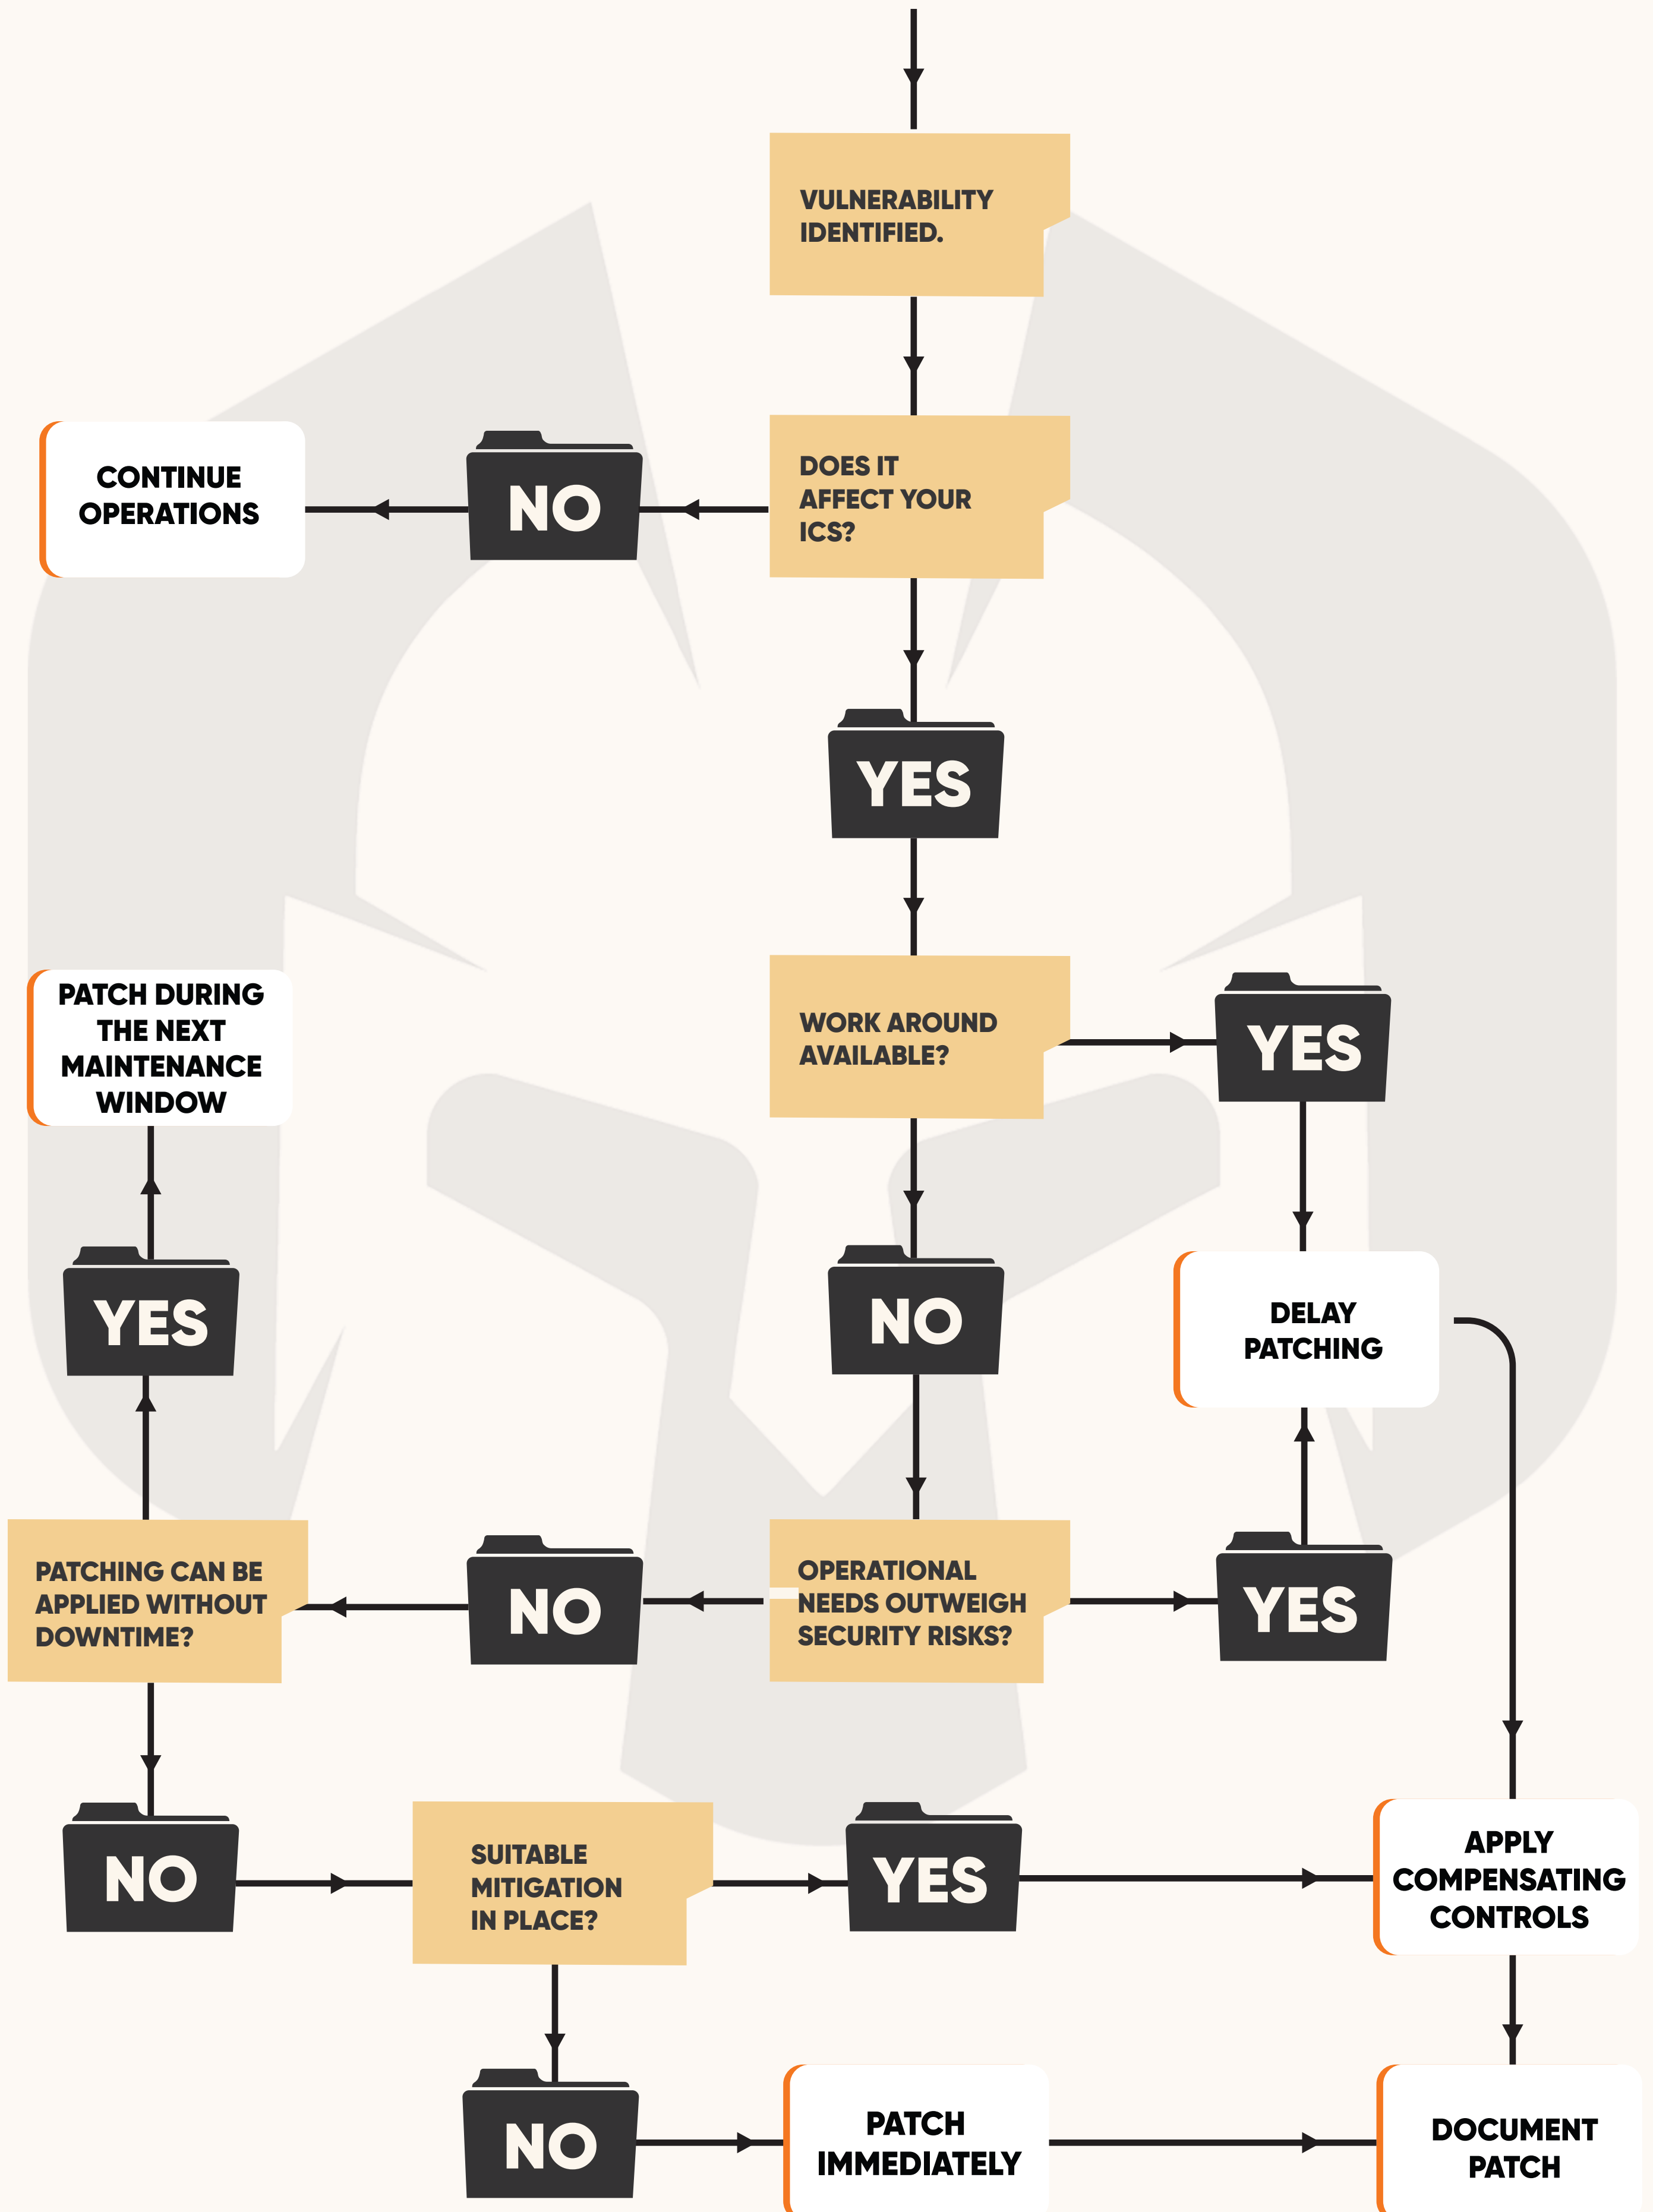 VULNERABILITY
IDENTIFIED.
CONTINUE
OPERATIONS
NO
DOES IT
AFFECT YOUR
ICS?
YES
PATCH DURING
THE NEXT
MAINTENANCE
WINDOW
WORK AROUND
AVAILABLE?
YES
YES
NO
DELAY
PATCHING
PATCHING CAN BE
APPLIED WITHOUT
DOWNTIME?
NO
OPERATIONAL
NEEDS OUTWEIGH
SECURITY RISKS?
YES
NO
SUITABLE
MITIGATION
IN PLACE?
YES
APPLY
COMPENSATING
CONTROLS
NO
PATCH
IMMEDIATELY
DOCUMENT
PATCH